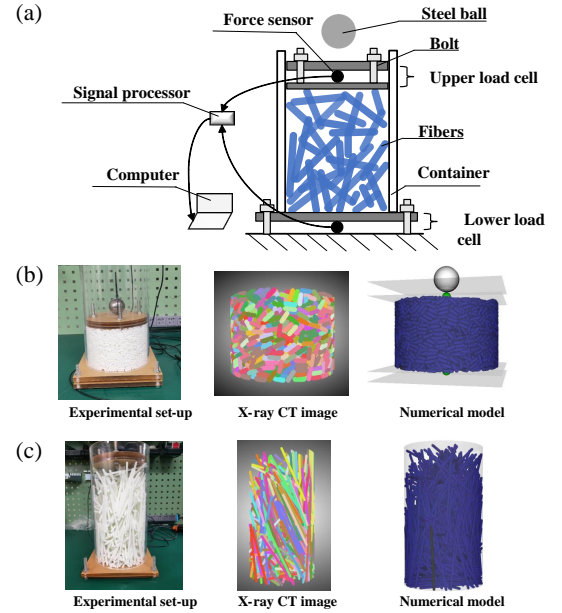 (a)
Steel ball
Force sensor
Bolt
Upper load cell
Signal processor
Fibers
Computer
Container
Lower load
cell
(b)
Experimental set-up
X-ray CT image
Numerical model
(c)
Experimental set-up
X-ray CT image
Numerical model